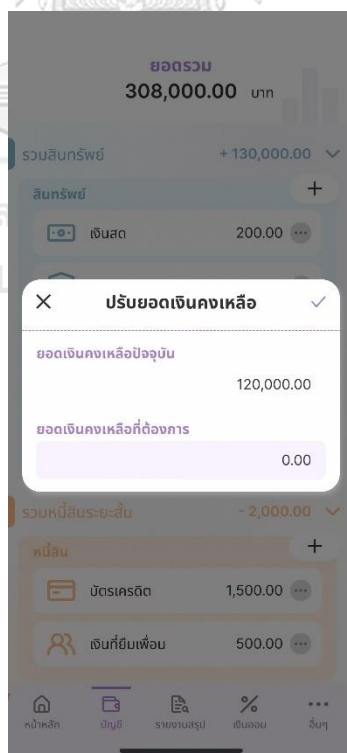 ยอดรวม
308,000.00 บาท
รวมสินทรัพย์ + 130,000.00
สินทรัพย์ +
เงินสด 200.00
ปรับยอดเงินคงเหลือ
ยอดเงินคงเหลือปัจจุบัน
120,000.00
ยอดเงินคงเหลือที่ต้องการ
0.00
รวมหนี้สินระยะสั้น - 2,000.00
หนี้สิน +
บัตรเครดิต 1,500.00
เงินที่ยืมเพื่อน 500.00
หน้าหลัก บัญชี รายงานสรุป เงินออม อื่นๆ